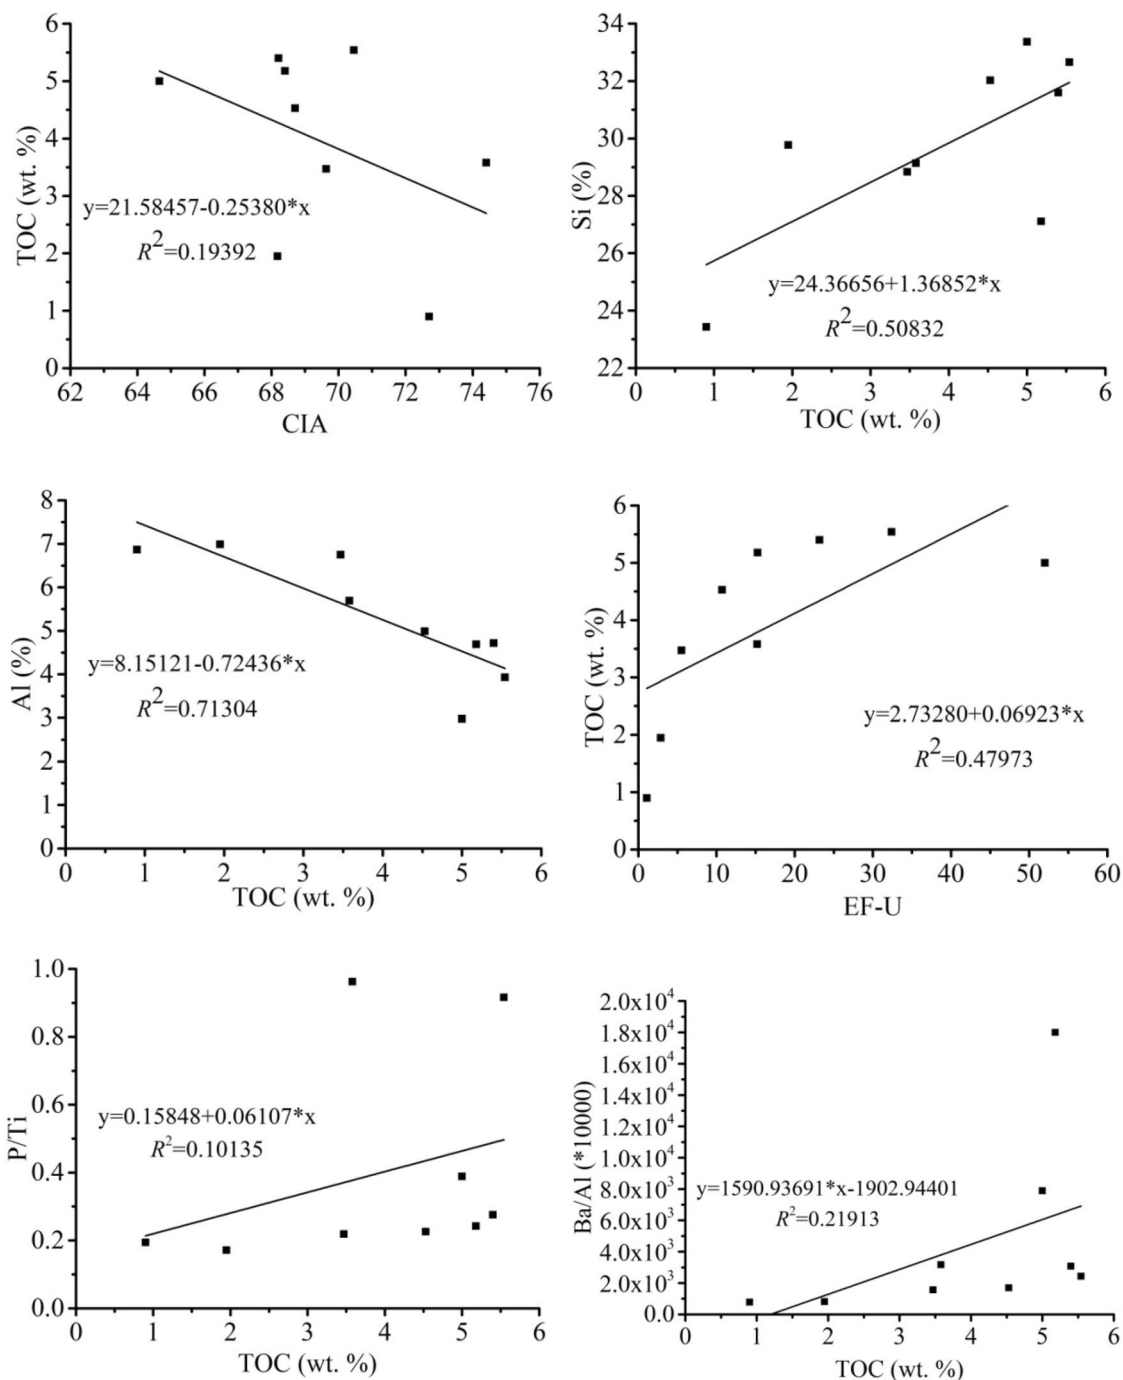 6
5
4
3
2
1
0
TOC (wt. %)
y=21.58457-0.25380*x
R²=0.19392
62 64 66 68 70 72 74 76
CIA
34
32
30
28
26
24
22
Si (%)
y=24.36656+1.36852*x
R²=0.50832
0 1 2 3 4 5 6
TOC (wt. %)
8
7
6
5
4
3
2
1
0
Al (%)
y=8.15121-0.72436*x
R²=0.71304
0 1 2 3 4 5 6
TOC (wt. %)
6
5
4
3
2
1
0
TOC (wt. %)
y=2.73280+0.06923*x
R²=0.47973
0 10 20 30 40 50 60
EF-U
1.0
0.8
0.6
0.4
0.2
0.0
P/Ti
y=0.15848+0.06107*x
R²=0.10135
0 1 2 3 4 5 6
TOC (wt. %)
2.0x10⁴
1.8x10⁴
1.6x10⁴
1.4x10⁴
1.2x10⁴
1.0x10⁴
8.0x10³
6.0x10³
4.0x10³
2.0x10³
0.0
Ba/Al (*10000)
y=1590.93691*x-1902.94401
R²=0.21913
0 1 2 3 4 5 6
TOC (wt. %)